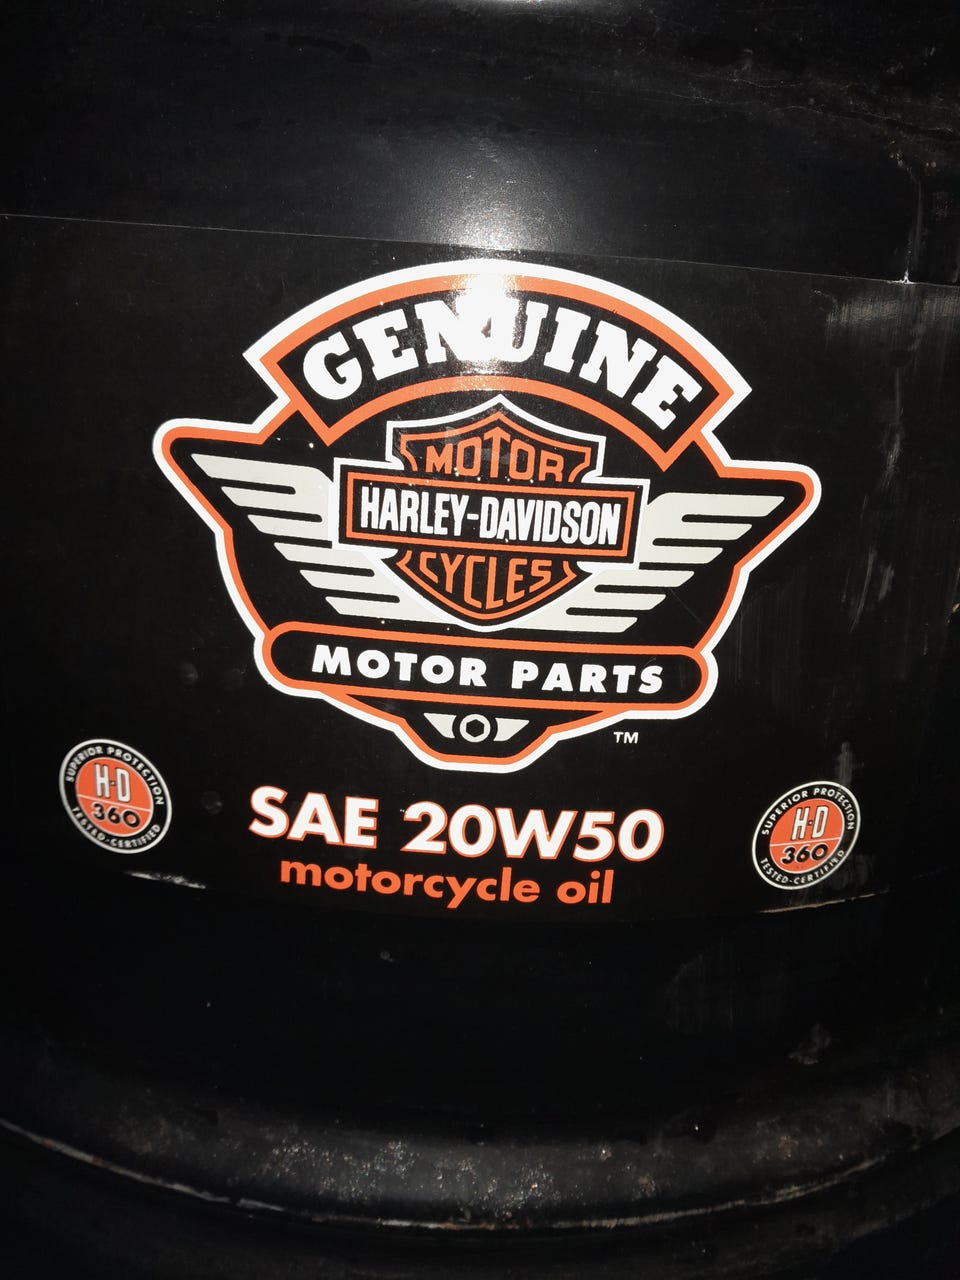 GENUINE
MOTOR
HARLEY-DAVIDSON
CYCLES
MOTOR PARTS
TM
SUPERIOR PROTECTION
H-D
360
TESTED-CERTIFIED
SAE 20W50
motorcycle oil
SUPERIOR PROTECTION
H-D
360
TESTED-CERTIFIED